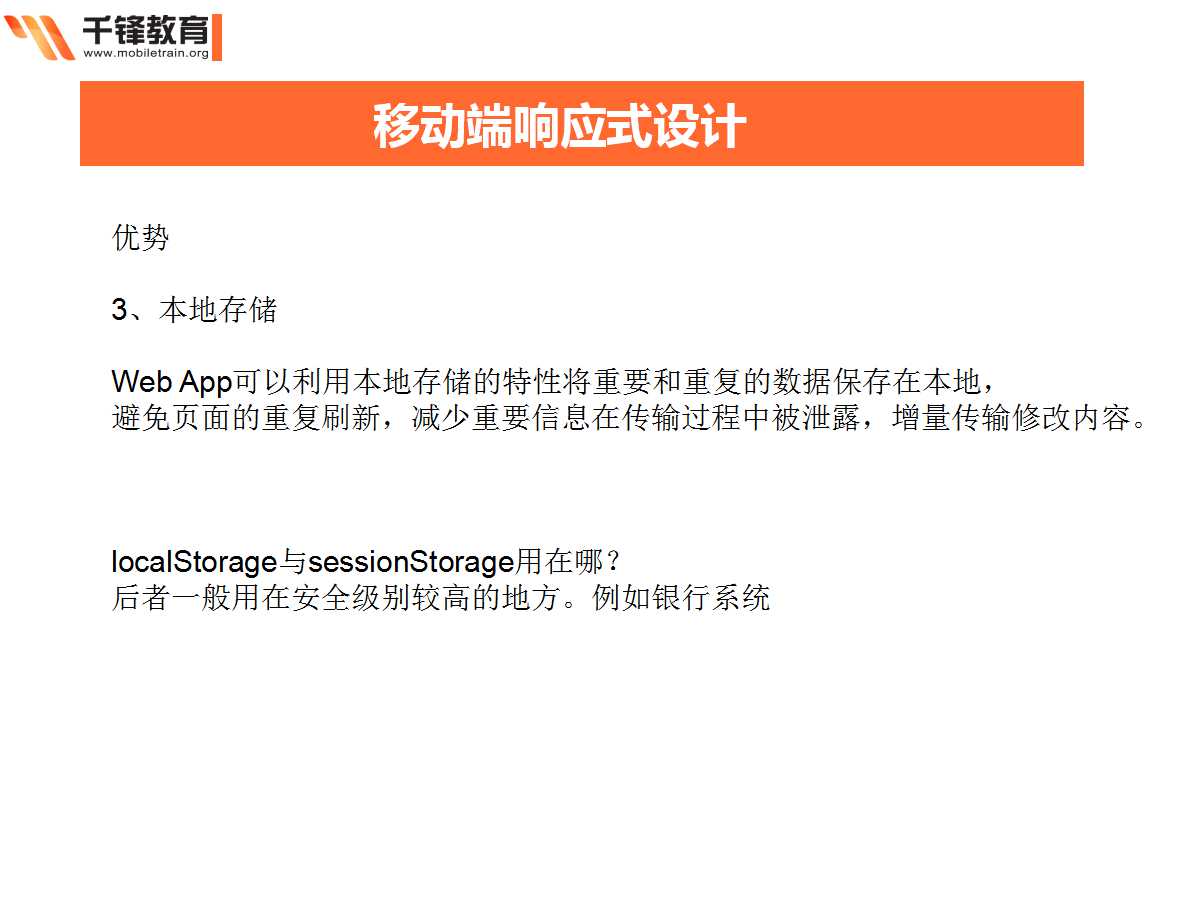 千锋教育
www.mobiletrain.org
移动端响应式设计
优势
3、本地存储
Web App可以利用本地存储的特性将重要和重复的数据保存在本地，
避免页面的重复刷新，减少重要信息在传输过程中被泄露，增量传输修改内容。
localStorage与sessionStorage用在哪？
后者一般用在安全级别较高的地方。例如银行系统